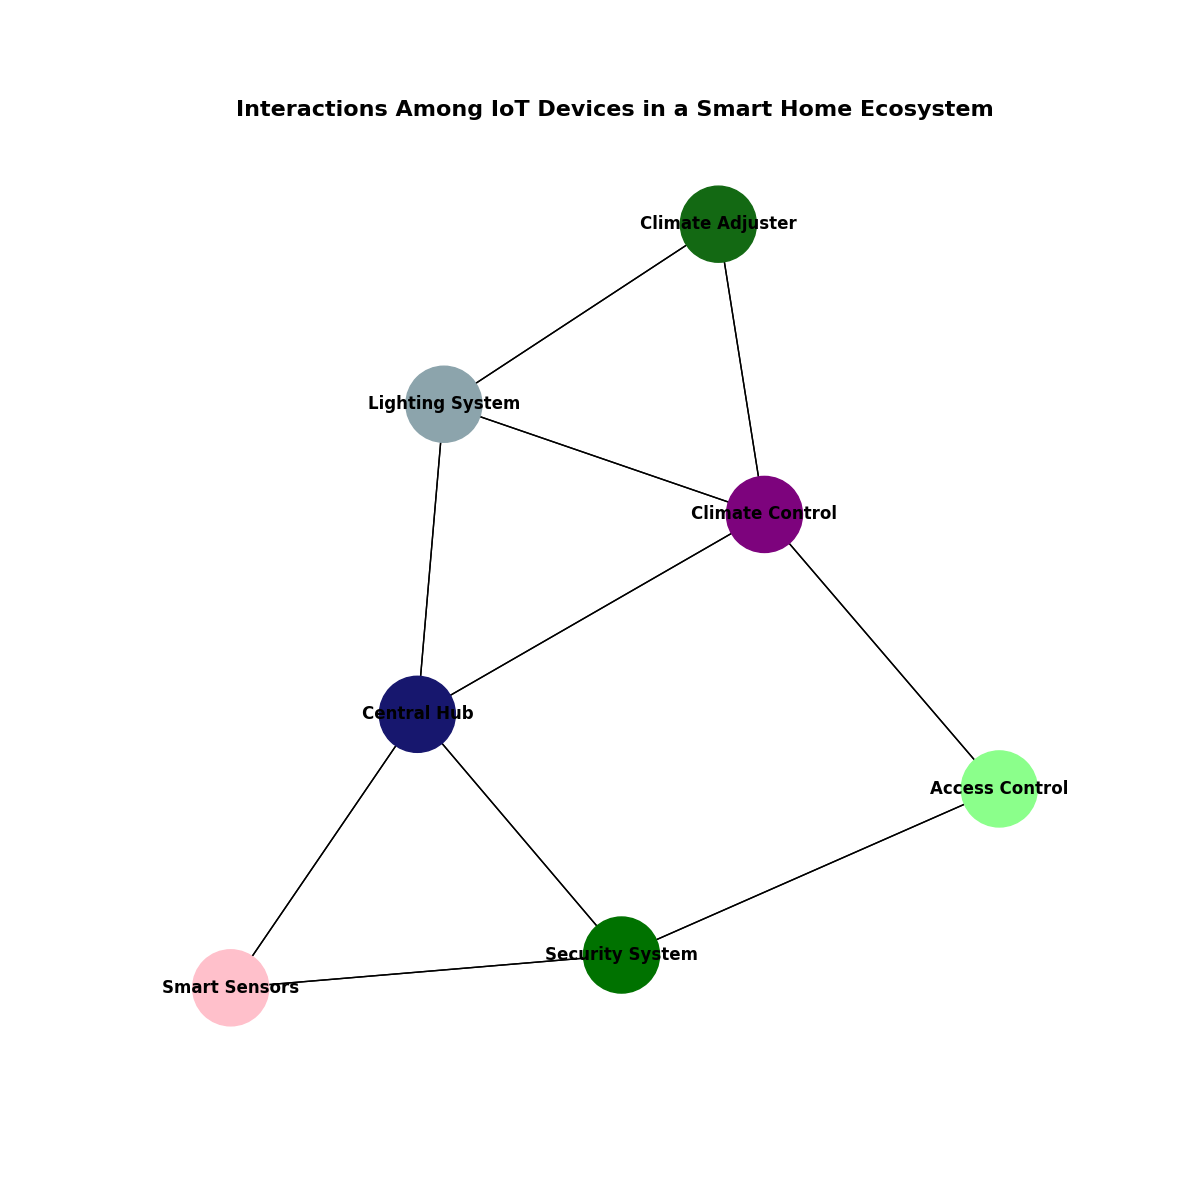 Interactions Among IoT Devices in a Smart Home Ecosystem
Climate Adjuster
Lighting System
Climate Control
Central Hub
Access Control
Security System
Smart Sensors